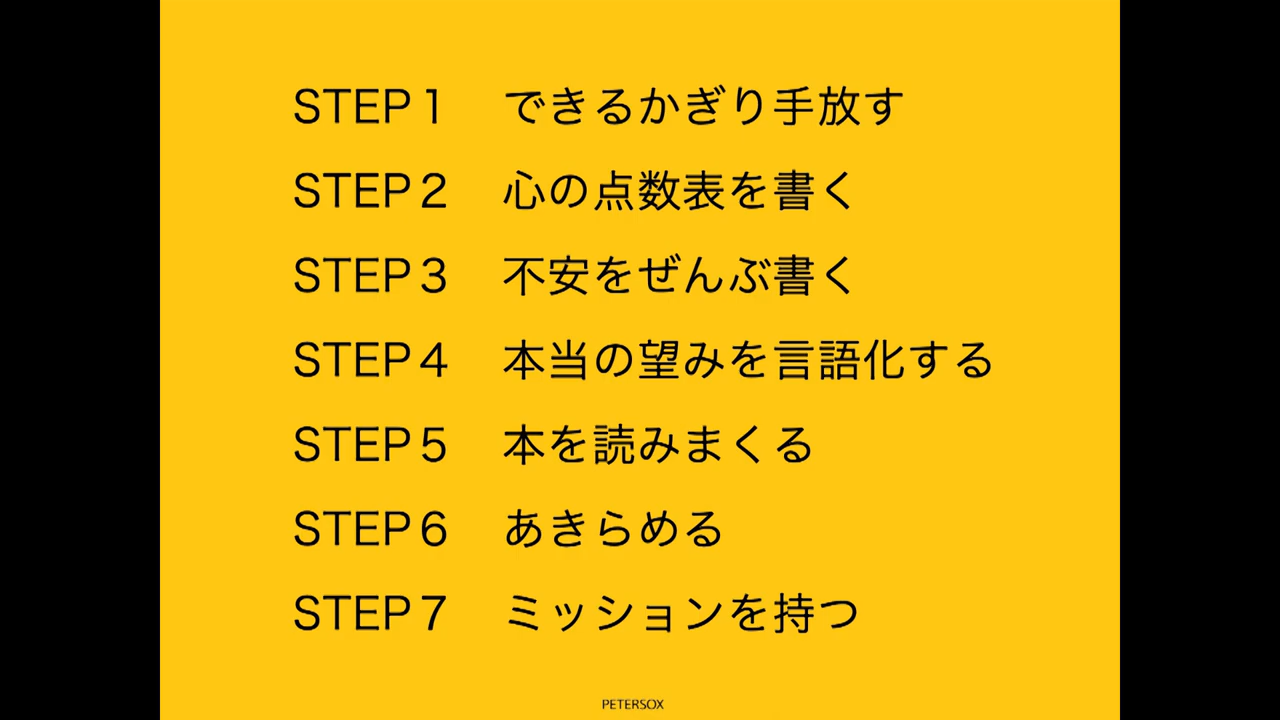 STEP１　できるかぎり手放す
STEP２　心の点数表を書く
STEP３　不安をぜんぶ書く
STEP４　本当の望みを言語化する
STEP５　本を読みまくる
STEP６　あきらめる
STEP７　ミッションを持つ
PETERSOX